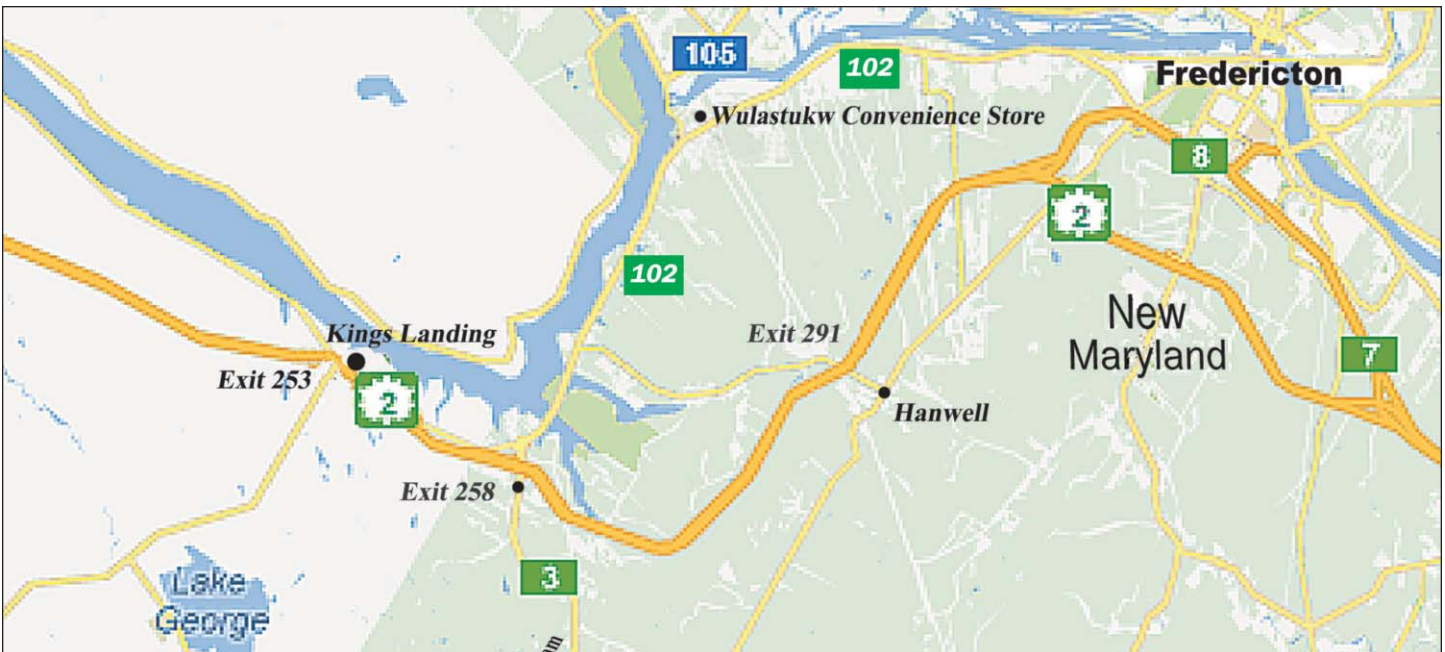 105
102
Fredericton
Wulastukw Convenience Store
8
2
102
New
Maryland
Exit 291
Kings Landing
7
Exit 253
2
Hanwell
Exit 258
3
Lake
George